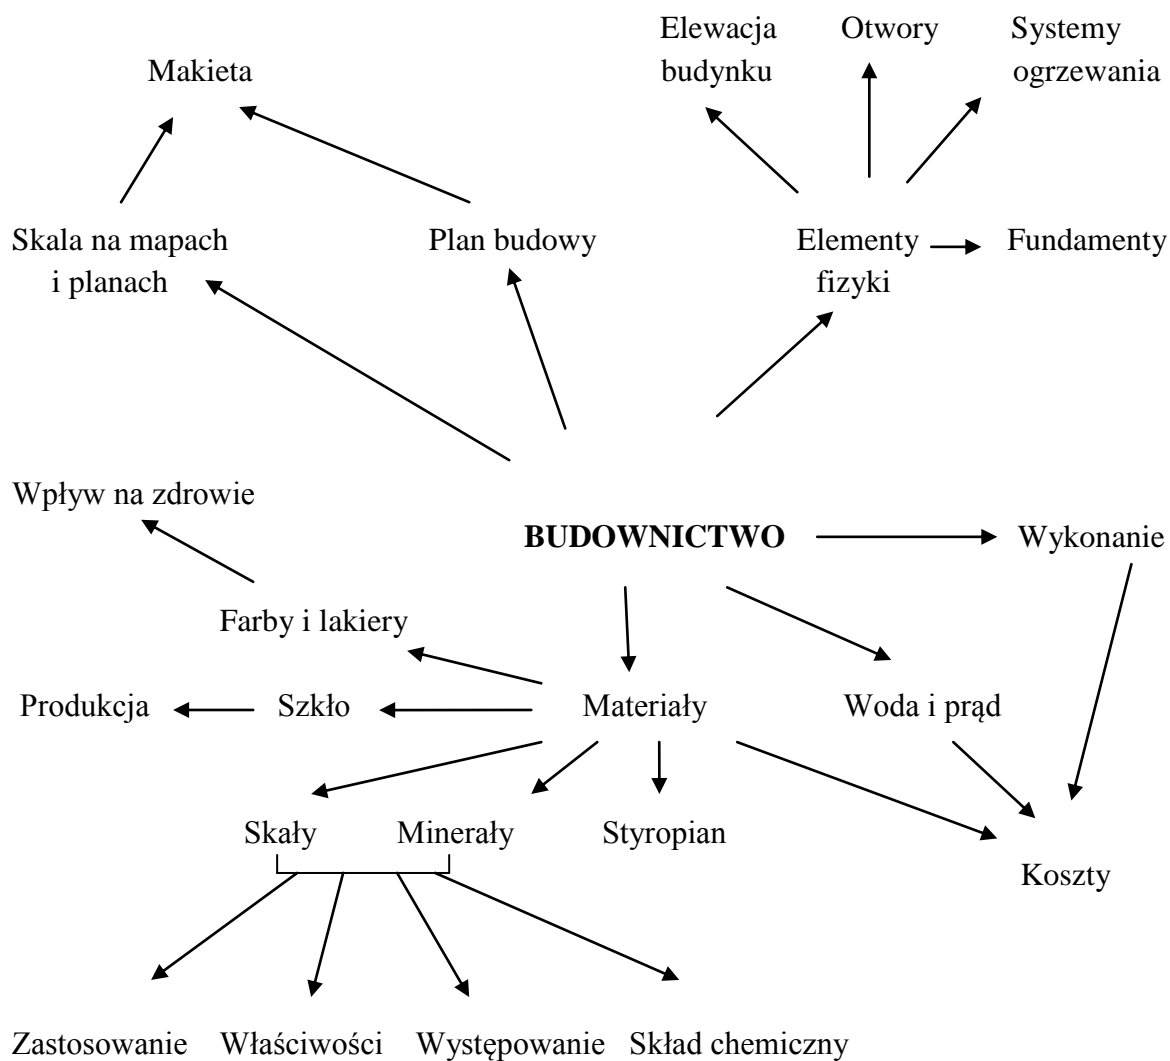 Elewacja Otwory Systemy
Makieta budynku ogrzewania
Skala na mapach Plan budowy Elementy Fundamenty
i planach fizyki
Wpływ na zdrowie
BUDOWNICTWO Wykonanie
Farby i lakiery
Produkcja Szkło Materiały Woda i prąd
Skały Minerały Styropian
Koszty
Zastosowanie Właściwości Występowanie Skład chemiczny